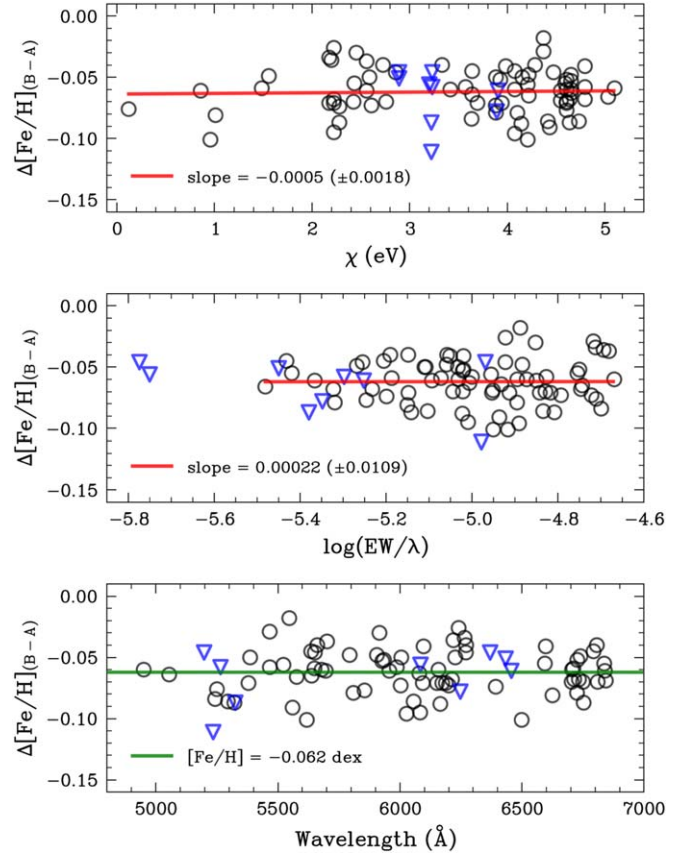 0.00
−0.05
−0.10
−0.15
Δ[Fe/H](B−A)
slope = −0.0005 (±0.0018)
0 1 2 3 4 5
χ (eV)
0.00
−0.05
−0.10
−0.15
Δ[Fe/H](B−A)
slope = 0.00022 (±0.0109)
−5.8 −5.6 −5.4 −5.2 −5.0 −4.8 −4.6
log(EW/λ)
0.00
−0.05
−0.10
−0.15
Δ[Fe/H](B−A)
[Fe/H] = −0.062 dex
5000 5500 6000 6500 7000
Wavelength (Å)